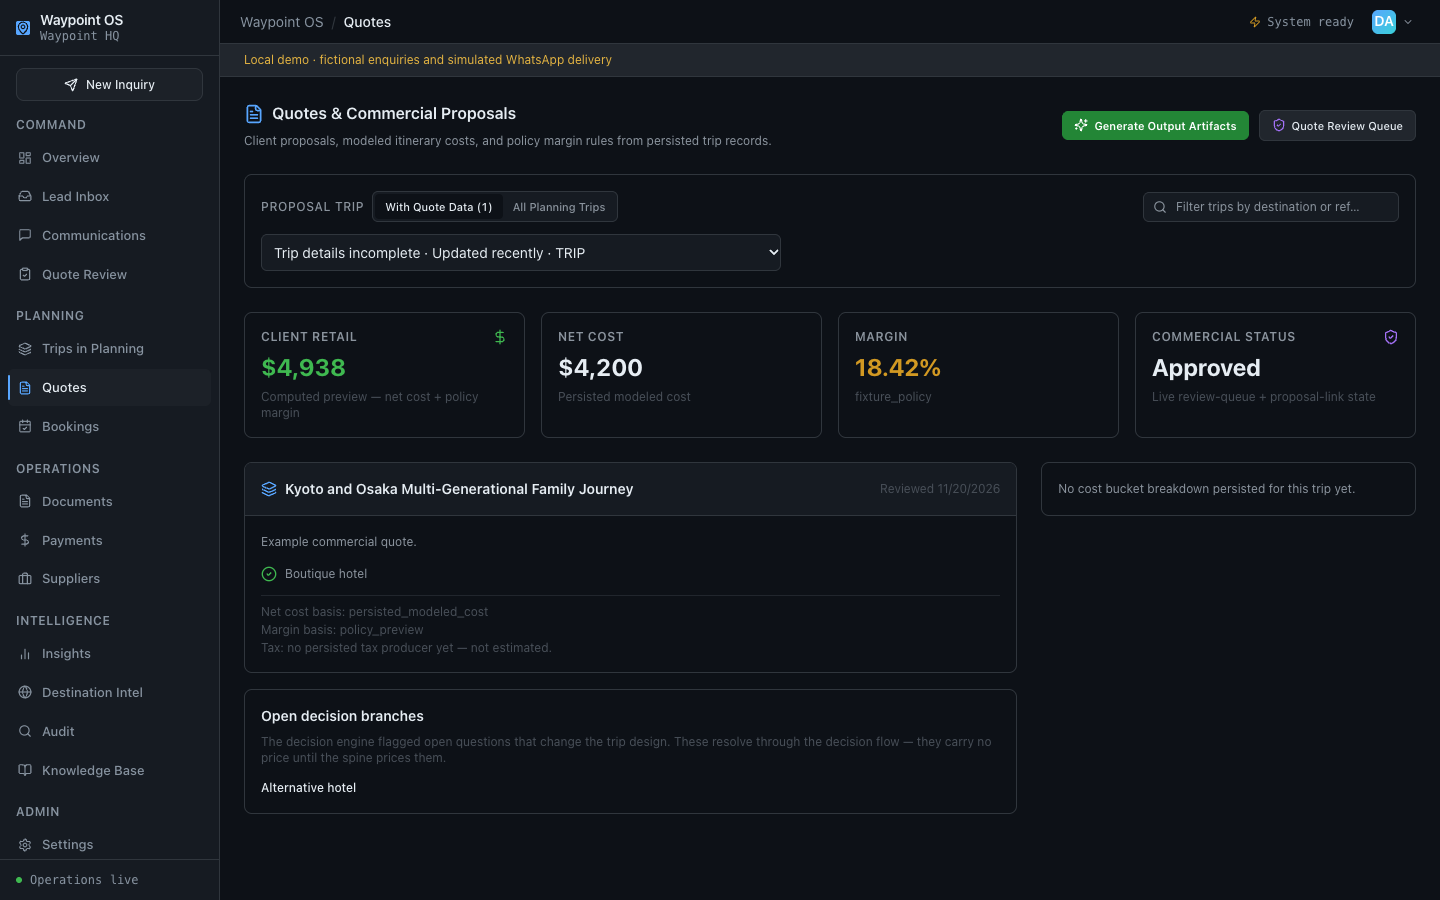 Waypoint OS
Waypoint HQ
New Inquiry
COMMAND
Overview
Lead Inbox
Communications
Quote Review
PLANNING
Trips in Planning
Quotes
Bookings
OPERATIONS
Documents
Payments
Suppliers
INTELLIGENCE
Insights
Destination Intel
Audit
Knowledge Base
ADMIN
Settings
Operations live
Waypoint OS / Quotes
System ready
DA
Local demo · fictional enquiries and simulated WhatsApp delivery
Quotes & Commercial Proposals
Client proposals, modeled itinerary costs, and policy margin rules from persisted trip records.
Generate Output Artifacts
Quote Review Queue
PROPOSAL TRIP
With Quote Data (1)
All Planning Trips
Filter trips by destination or ref...
Trip details incomplete · Updated recently · TRIP
CLIENT RETAIL
$4,938
Computed preview — net cost + policy
margin
NET COST
$4,200
Persisted modeled cost
MARGIN
18.42%
fixture_policy
COMMERCIAL STATUS
Approved
Live review-queue + proposal-link state
Kyoto and Osaka Multi-Generational Family Journey
Reviewed 11/20/2026
Example commercial quote.
Boutique hotel
Net cost basis: persisted_modeled_cost
Margin basis: policy_preview
Tax: no persisted tax producer yet — not estimated.
No cost bucket breakdown persisted for this trip yet.
Open decision branches
The decision engine flagged open questions that change the trip design. These resolve through the decision flow — they carry no
price until the spine prices them.
Alternative hotel